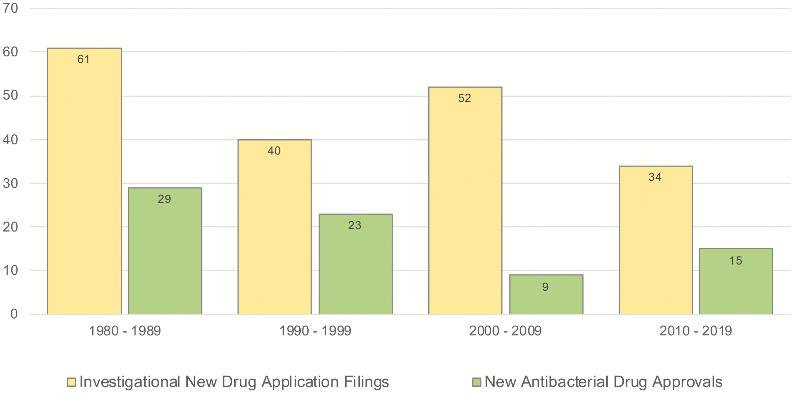 70
60
61
50
52
40
40
34
30
29
23
20
15
10
9
0
1980 - 1989
1990 - 1999
2000 - 2009
2010 - 2019
Investigational New Drug Application Filings
New Antibacterial Drug Approvals